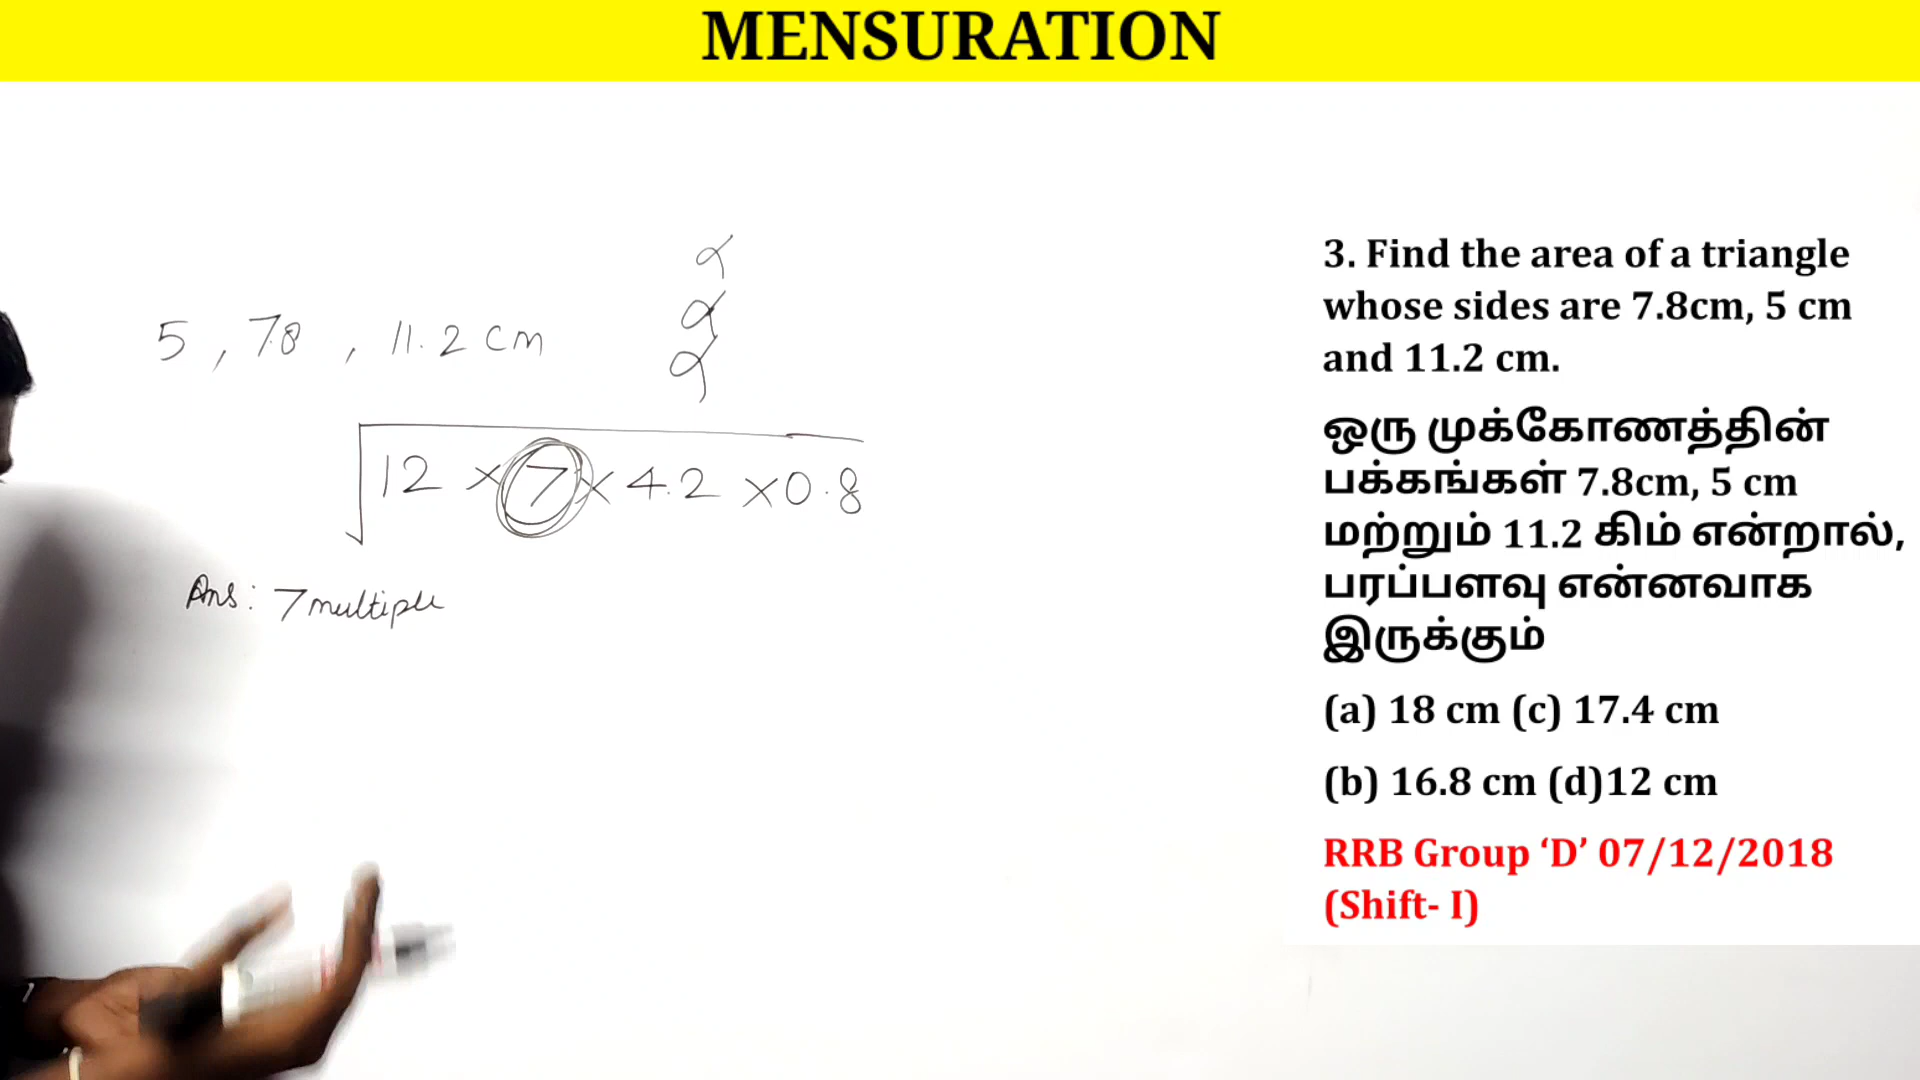 MENSURATION
5 , 7.8 , 11.2 cm
√12 × 7 × 4.2 × 0.8
Ans: 7 multiple
3. Find the area of a triangle
whose sides are 7.8cm, 5 cm
and 11.2 cm.
ஒரு முக்கோணத்தின்
பக்கங்கள் 7.8cm, 5 cm
மற்றும் 11.2 கிம் என்றால்,
பரப்பளவு என்னவாக
இருக்கும்
(a) 18 cm (c) 17.4 cm
(b) 16.8 cm (d)12 cm
RRB Group ‘D’ 07/12/2018
(Shift- I)